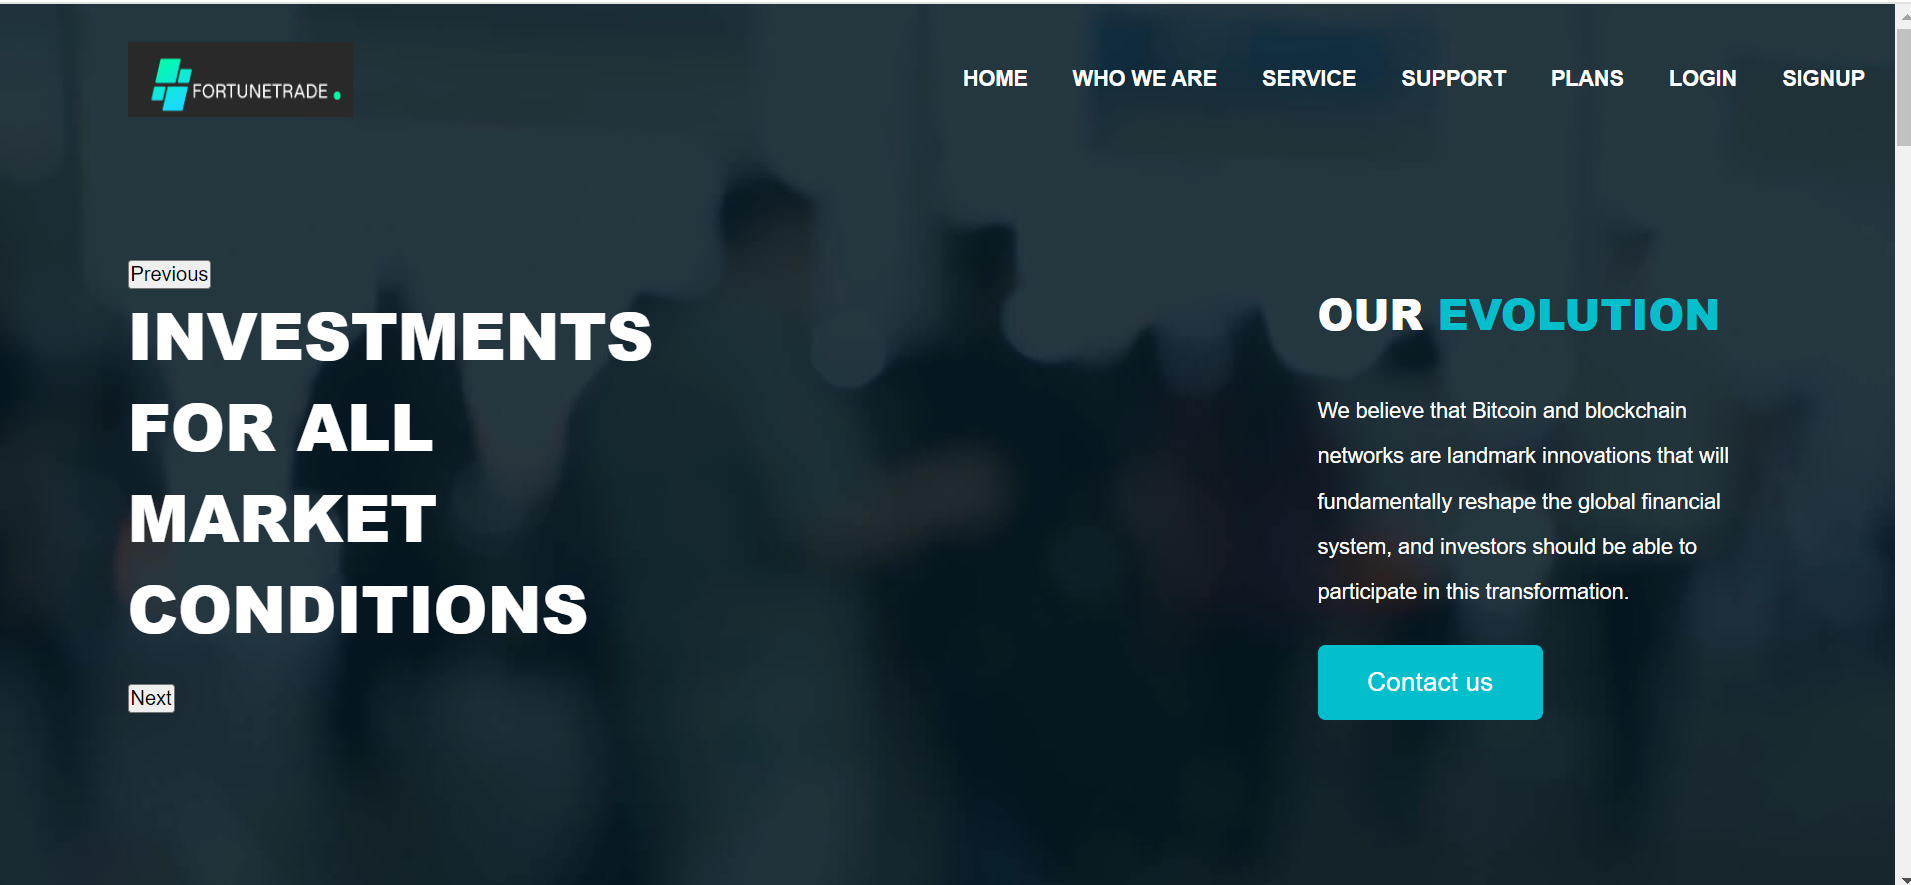 FORTUNETRADE.
HOME WHO WE ARE SERVICE SUPPORT PLANS LOGIN SIGNUP
Previous
INVESTMENTS
FOR ALL
MARKET
CONDITIONS
Next
OUR EVOLUTION
We believe that Bitcoin and blockchain
networks are landmark innovations that will
fundamentally reshape the global financial
system, and investors should be able to
participate in this transformation.
Contact us